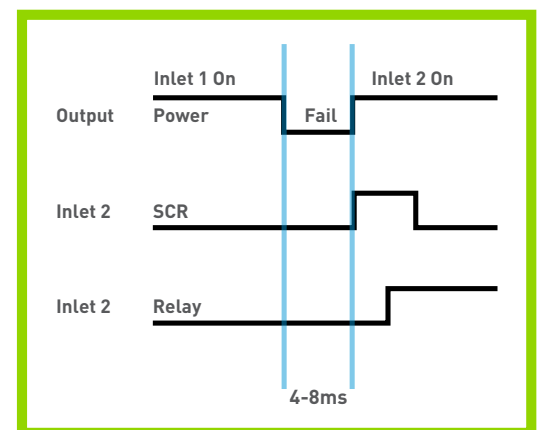 Inlet 1 On Inlet 2 On
Output Power Fail
Inlet 2 SCR
Inlet 2 Relay
4-8ms